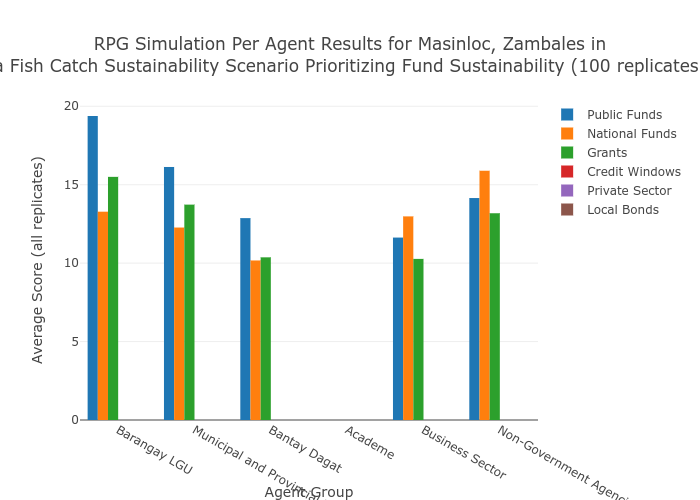 RPG Simulation Per Agent Results for Masinloc, Zambales in
a Fish Catch Sustainability Scenario Prioritizing Fund Sustainability (100 replicates
20
15
10
5
0
Average Score (all replicates)
Public Funds
National Funds
Grants
Credit Windows
Private Sector
Local Bonds
Barangay LGU
Municipal and
Bantay Dagat
Academe
Business Sector
Non-Government
Agent Group